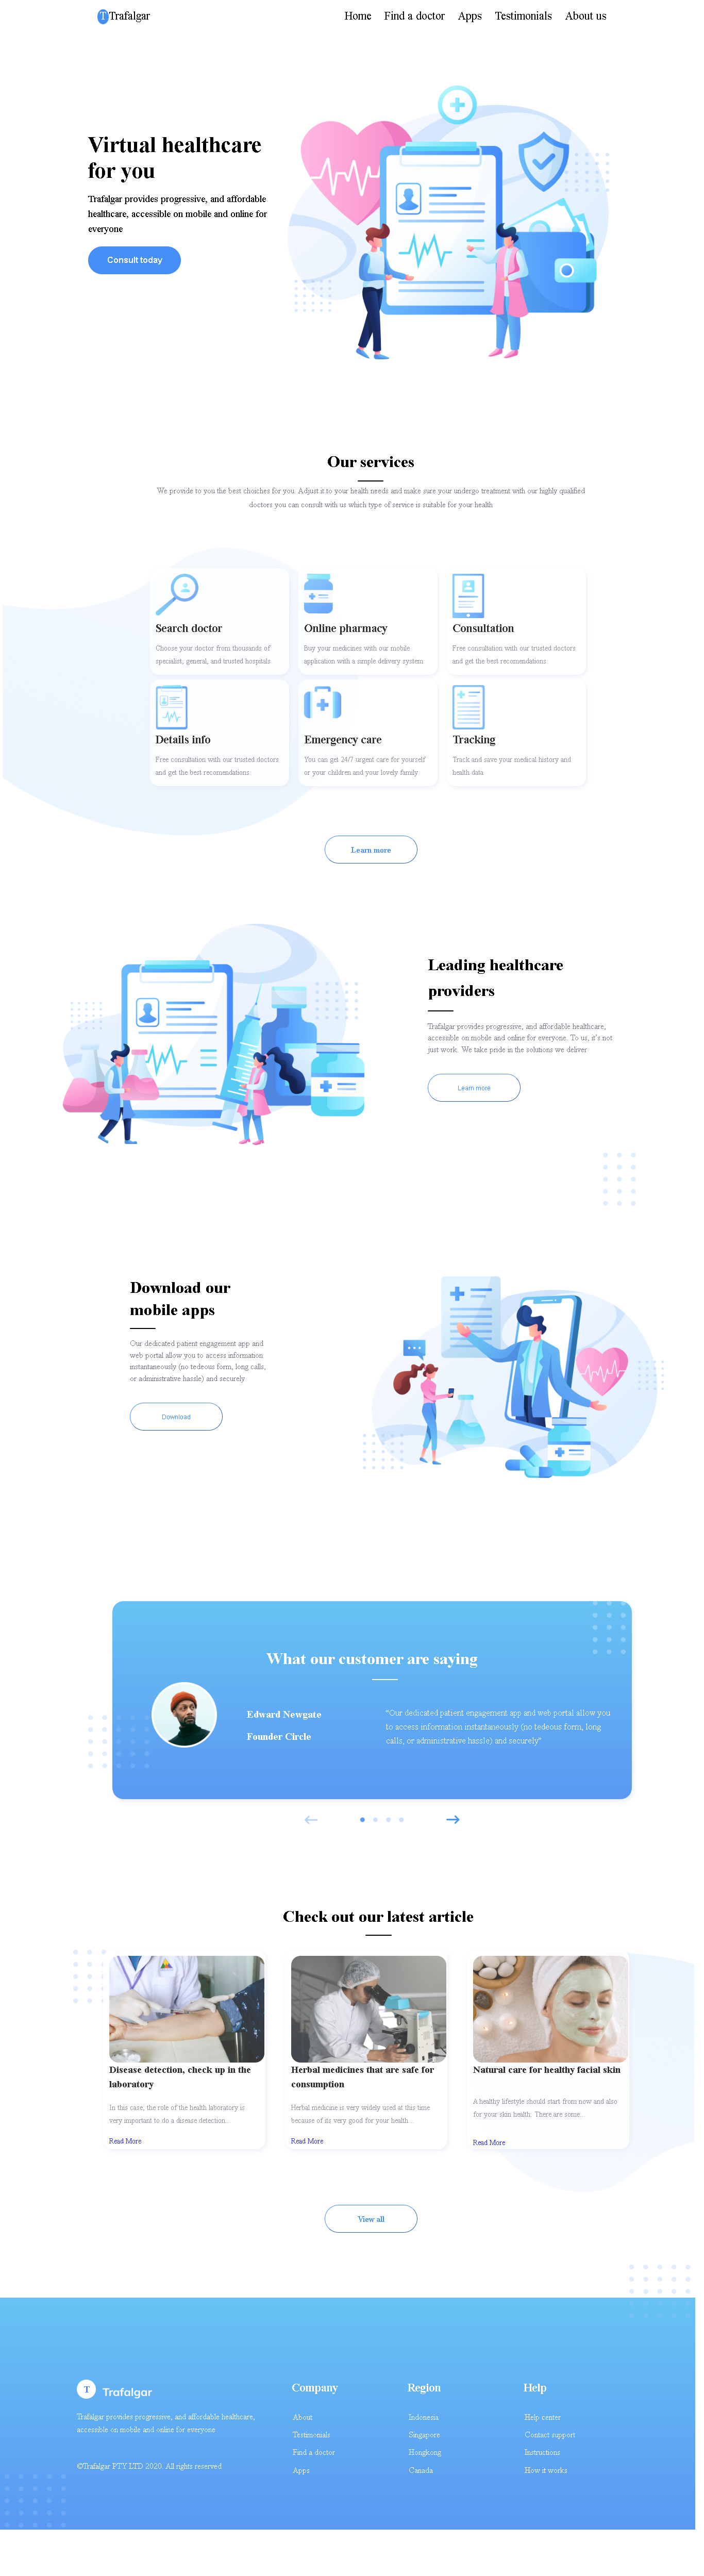 T Trafalgar
Home Find a doctor Apps Testimonials About us
Virtual healthcare
for you
Trafalgar provides progressive, and affordable
healthcare, accessible on mobile and online for
everyone
Consult today
Our services
We provide to you the best choiches for you. Adjust it to your health needs and make sure your undergo treatment with our highly qualified
doctors you can consult with us which type of service is suitable for your health
Search doctor
Choose your doctor from thousands of
specialist, general, and trusted hospitals
Online pharmacy
Buy your medicines with our mobile
application with a simple delivery system
Consultation
Free consultation with our trusted doctors
and get the best recomendations
Details info
Free consultation with our trusted doctors
and get the best recomendations
Emergency care
You can get 24/7 urgent care for yourself
or your children and your lovely family
Tracking
Track and save your medical history and
health data
Learn more
Leading healthcare
providers
Trafalgar provides progressive, and affordable healthcare,
accessible on mobile and online for everyone. To us, it's not
just work. We take pride in the solutions we deliver
Learn more
Download our
mobile apps
Our dedicated patient engagement app and
web portal allow you to access information
instantaneously (no tedeous form, long calls,
or administrative hassle) and securely
Download
What our customer are saying
Edward Newgate
Founder Circle
"Our dedicated patient engagement app and web portal allow you
to access information instantaneously (no tedeous form, long
calls, or administrative hassle) and securely"
Check out our latest article
Disease detection, check up in the
laboratory
In this case, the role of the health laboratory is
very important to do a disease detection...
Read More
Herbal medicines that are safe for
consumption
Herbal medicine is very widely used at this time
because of its very good for your health...
Read More
Natural care for healthy facial skin
A healthy lifestyle should start from now and also
for your skin health. There are some...
Read More
View all
T Trafalgar
Trafalgar provides progressive, and affordable healthcare,
accessible on mobile and online for everyone
©Trafalgar PTY LTD 2020. All rights reserved
Company
About
Testimonials
Find a doctor
Apps
Region
Indonesia
Singapore
Hongkong
Canada
Help
Help center
Contact support
Instructions
How it works